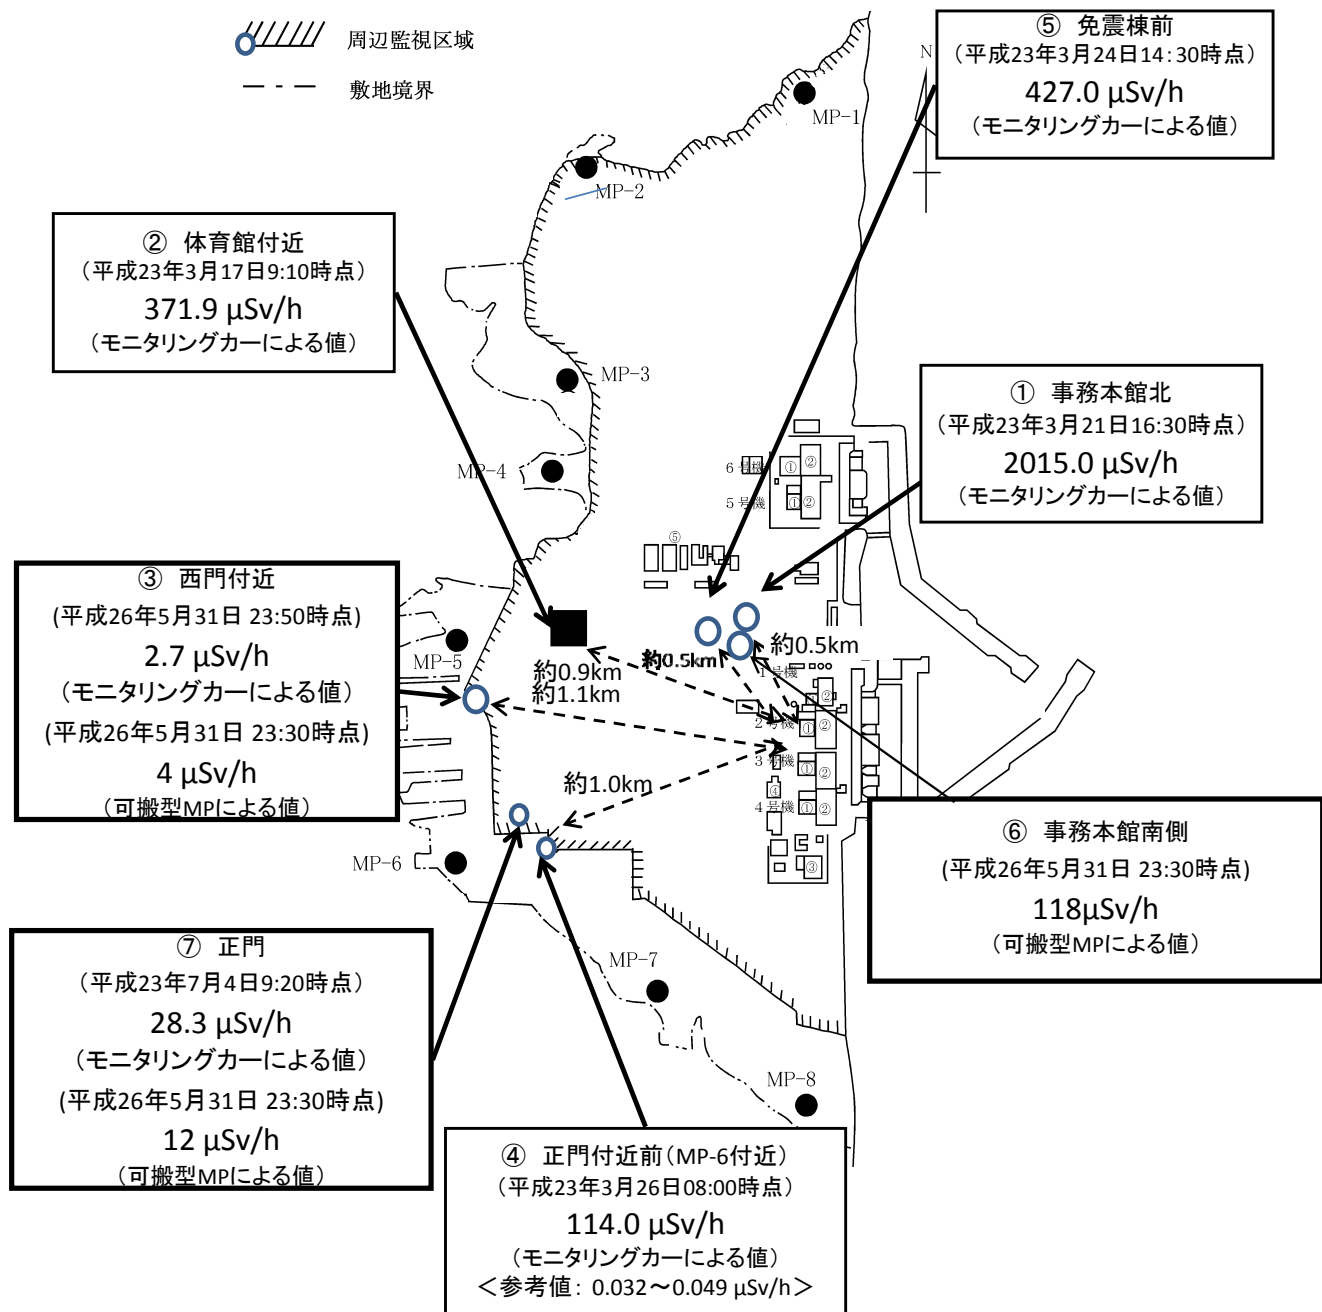 周辺監視区域
敷地境界
⑤ 免震棟前
（平成23年3月24日14:30時点）
427.0 μSv/h
（モニタリングカーによる値）
N
MP-1
MP-2
② 体育館付近
（平成23年3月17日9:10時点）
371.9 μSv/h
（モニタリングカーによる値）
MP-3
① 事務本館北
（平成23年3月21日16:30時点）
2015.0 μSv/h
（モニタリングカーによる値）
MP-4
6号機
① ②
5号機
① ②
⑤
③ 西門付近
(平成26年5月31日 23:50時点)
2.7 μSv/h
（モニタリングカーによる値）
(平成26年5月31日 23:30時点)
4 μSv/h
（可搬型MPによる値）
MP-5
約0.9km
約1.1km
約0.5km
約0.5km
1号機
②
2号機
① ②
3号機
① ②
約1.0km
④
4号機
① ②
③
MP-6
⑥ 事務本館南側
(平成26年5月31日 23:30時点)
118μSv/h
（可搬型MPによる値）
⑦ 正門
（平成23年7月4日9:20時点）
28.3 μSv/h
（モニタリングカーによる値）
(平成26年5月31日 23:30時点)
12 μSv/h
（可搬型MPによる値）
MP-7
MP-8
④ 正門付近前（MP-6付近）
（平成23年3月26日08:00時点）
114.0 μSv/h
（モニタリングカーによる値）
＜参考値：0.032～0.049 μSv/h＞